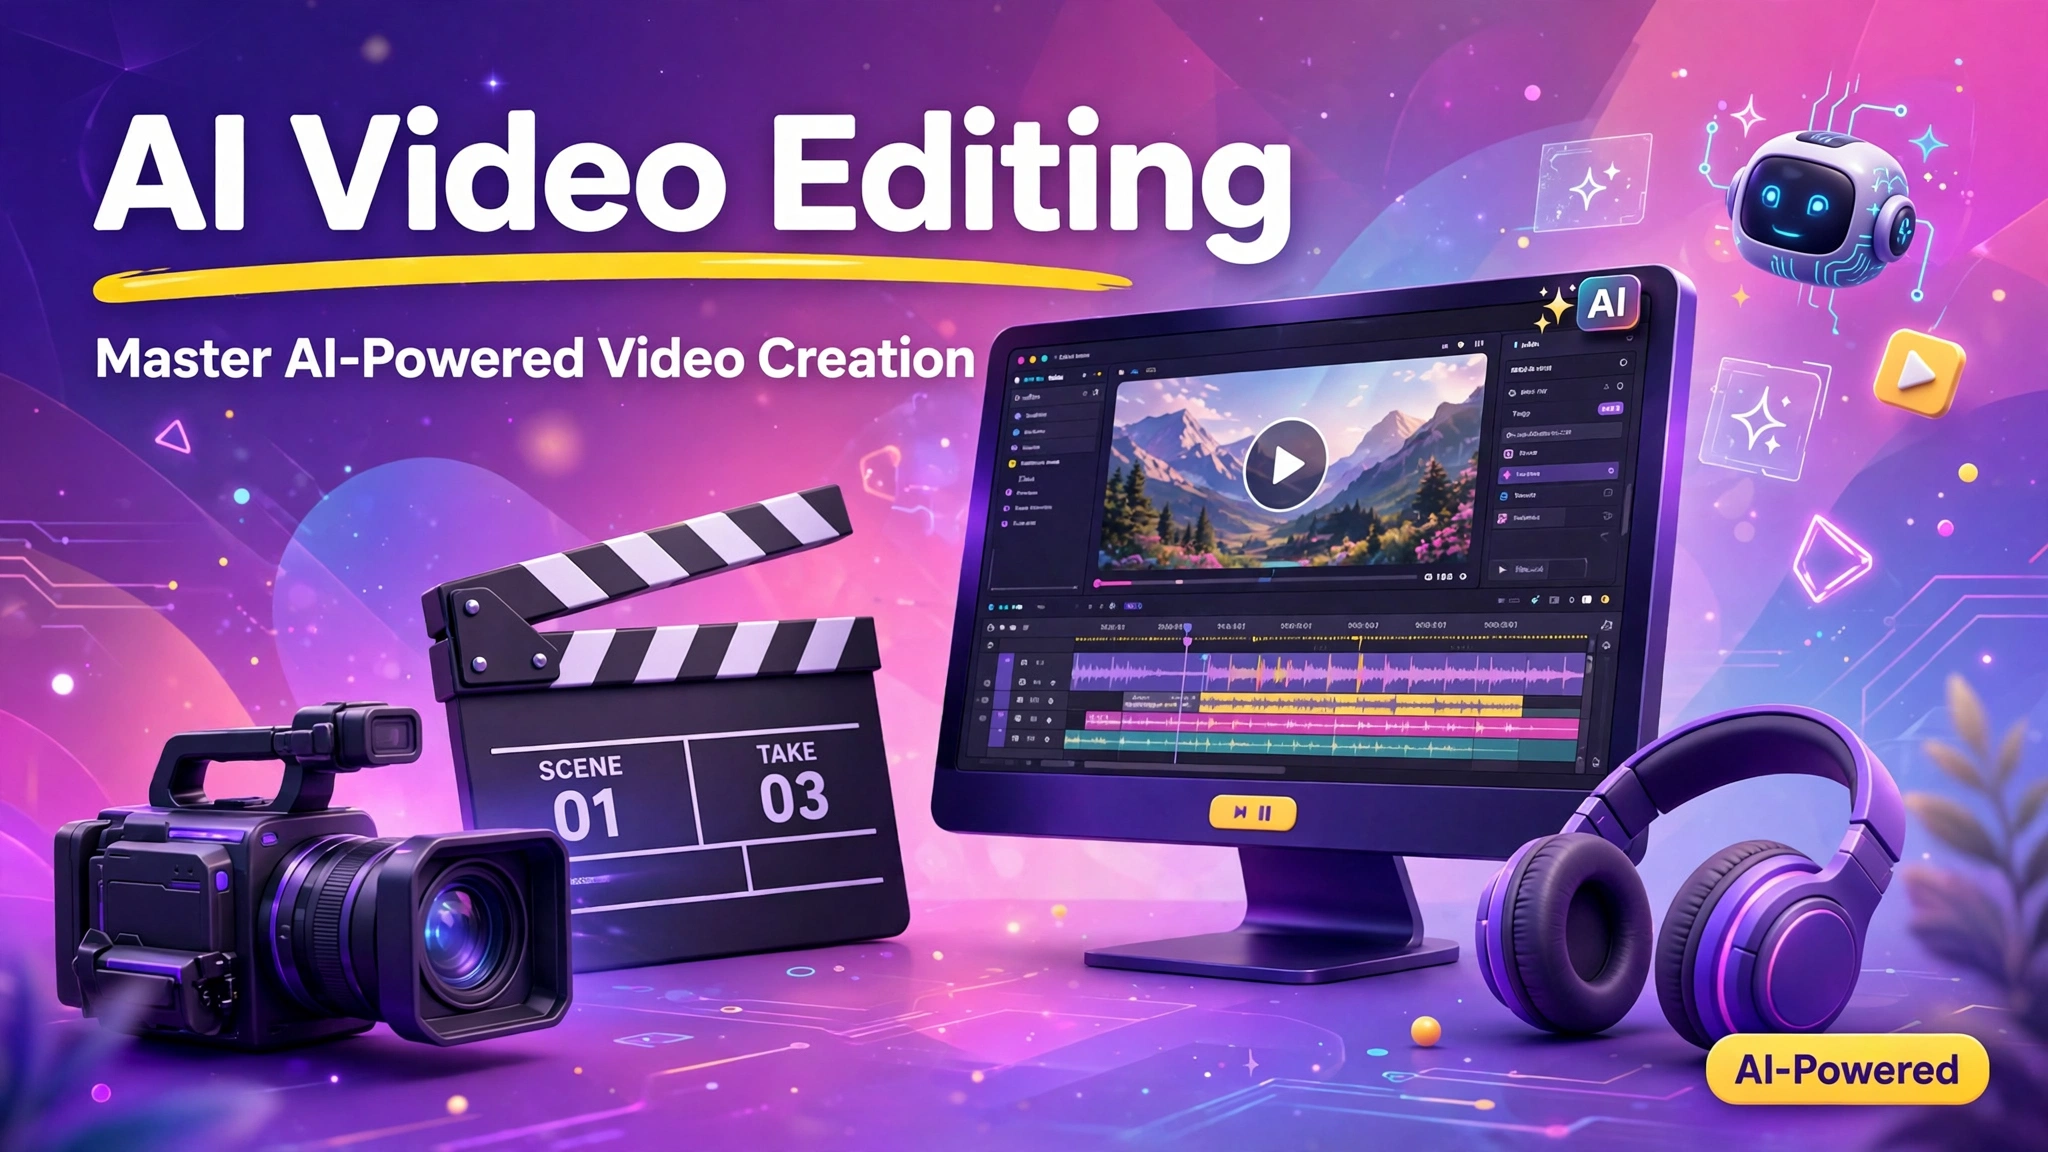 AI Video Editing
Master AI-Powered Video Creation
AI
SCENE
01
TAKE
03
AI-Powered